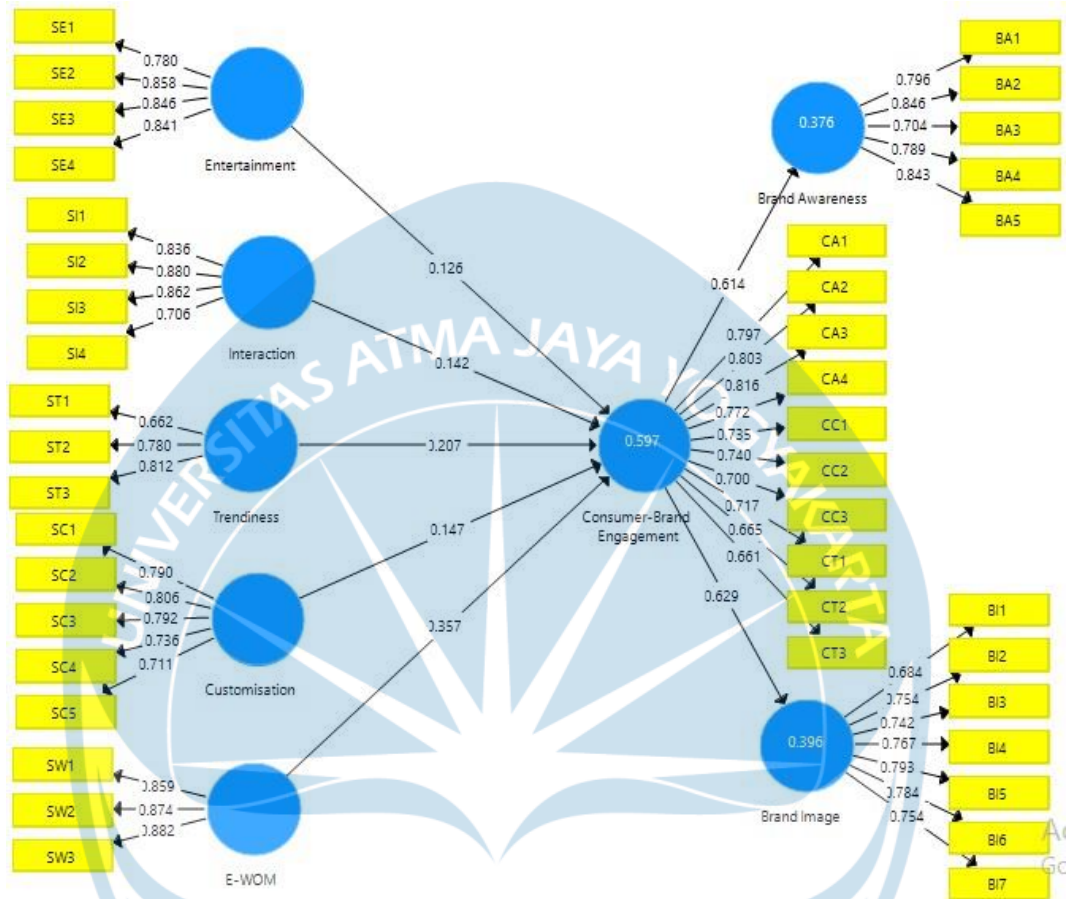 SE1
SE2
SE3
SE4
0.780
0.858
0.846
0.841
Entertainment
SI1
SI2
SI3
SI4
0.836
0.880
0.862
0.706
Interaction
ST1
ST2
ST3
0.662
0.780
0.812
Trendiness
SC1
SC2
SC3
SC4
SC5
0.790
0.806
0.792
0.736
0.711
Customisation
SW1
SW2
SW3
0.859
0.874
0.882
E-WOM
0.126
0.142
0.207
0.147
0.357
0.597
Consumer-Brand
Engagement
0.614
0.629
0.376
Brand Awareness
0.796
0.846
0.704
0.789
0.843
BA1
BA2
BA3
BA4
BA5
0.797
0.803
0.816
0.772
0.735
0.740
0.700
0.717
0.665
0.661
CA1
CA2
CA3
CA4
CC1
CC2
CC3
CT1
CT2
CT3
0.396
Brand Image
0.684
0.754
0.742
0.767
0.793
0.784
0.754
BI1
BI2
BI3
BI4
BI5
BI6
BI7
UNIVERSITAS ATMA JAYA YOGYAKARTA